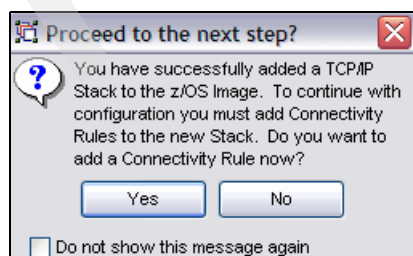 Proceed to the next step?
You have successfully added a TCP/IP
Stack to the z/OS Image. To continue with
configuration you must add Connectivity
Rules to the new Stack. Do you want to
add a Connectivity Rule now?
Yes No
Do not show this message again